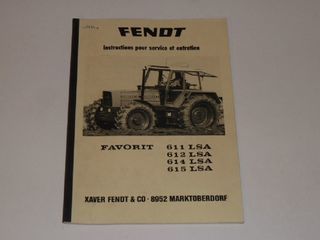 FENDT
Instructions pour service et entretien
FAVORIT 611 LSA
612 LSA
614 LSA
615 LSA
XAVER FENDT & CO · 8952 MARKTOBERDORF